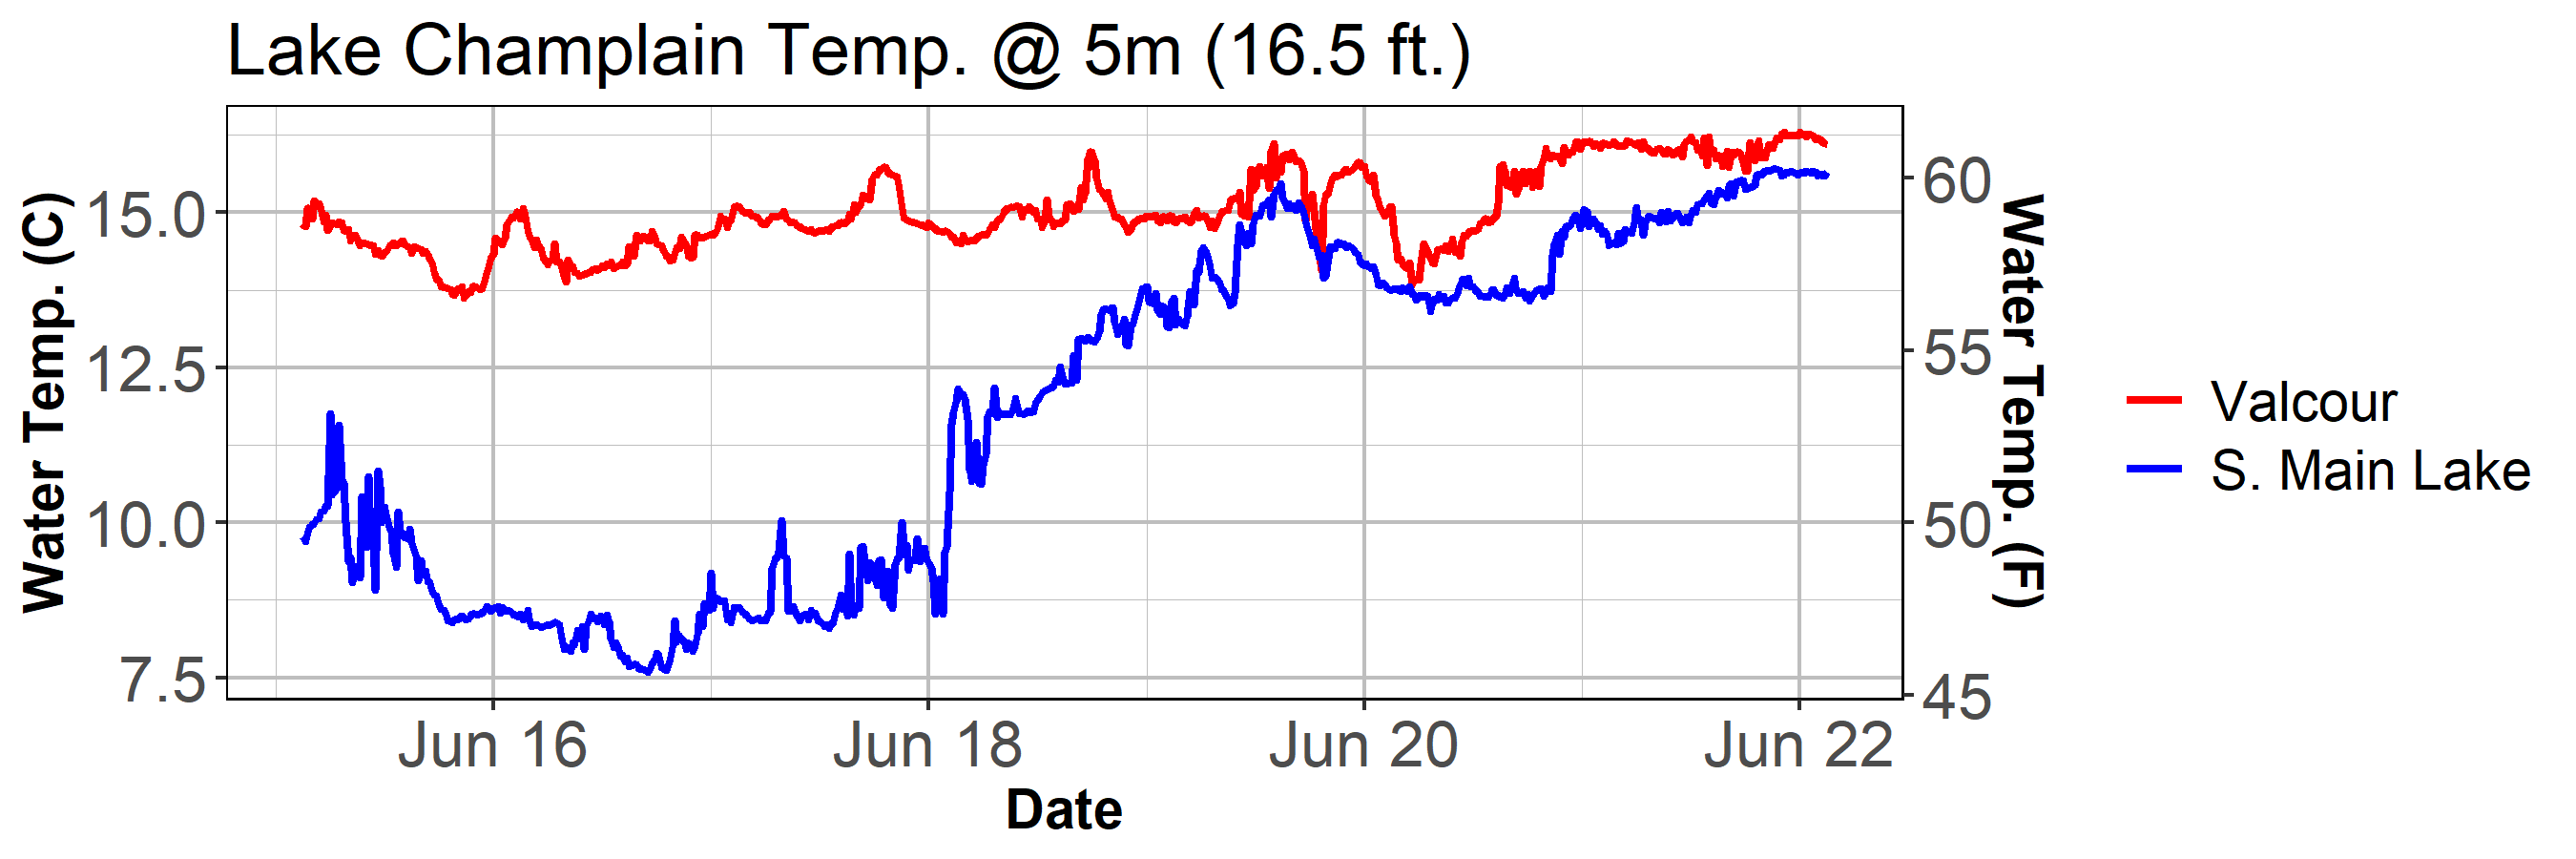 Lake Champlain Temp. @ 5m (16.5 ft.)
Water Temp. (C)
15.0
12.5
10.0
7.5
60
55
50
45
Water Temp. (F)
Jun 16
Jun 18
Jun 20
Jun 22
Date
Valcour
S. Main Lake